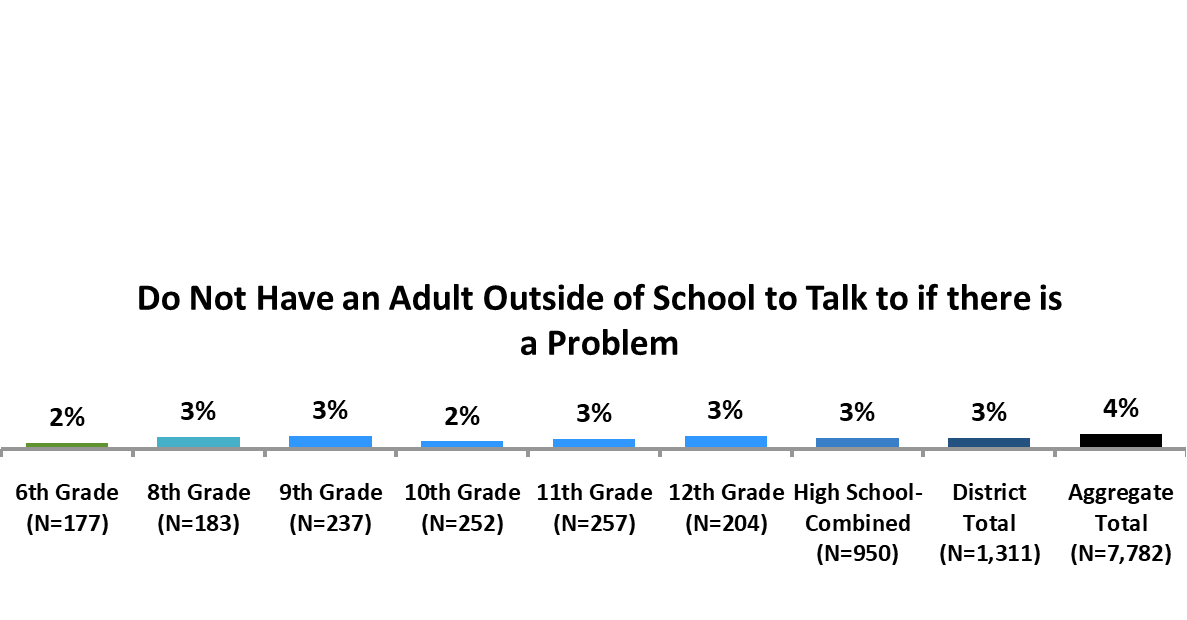 Do Not Have an Adult Outside of School to Talk to if there is
a Problem
2% 3% 3% 2% 3% 3% 3% 3% 4%
6th Grade 8th Grade 9th Grade 10th Grade 11th Grade 12th Grade High School- District Aggregate
(N=177) (N=183) (N=237) (N=252) (N=257) (N=204) Combined Total Total
(N=950) (N=1,311) (N=7,782)